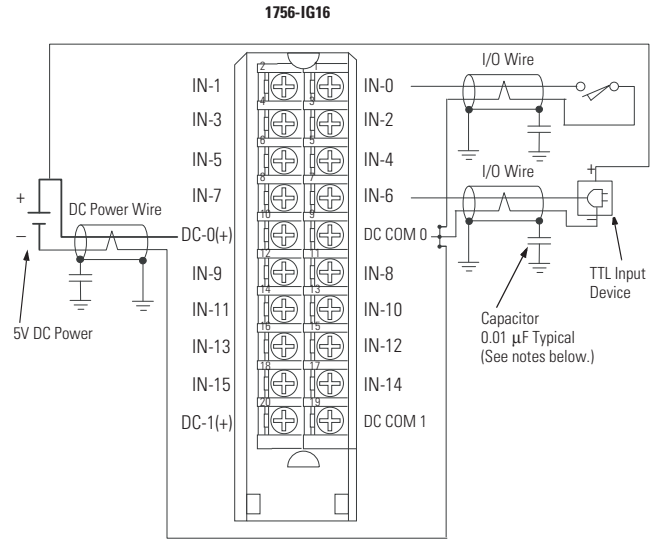 1756-IG16
I/O Wire
2 1
IN-1 IN-0
4 3
IN-3 IN-2
6 5
IN-5 IN-4
I/O Wire
8 7
IN-7 IN-6
+
+
DC Power Wire
10 9
DC-0(+) DC COM 0
–
–
12 11
IN-9 IN-8
TTL Input
Device
14 13
IN-11 IN-10
Capacitor
0.01 µF Typical
(See notes below.)
5V DC Power
16 15
IN-13 IN-12
18 17
IN-15 IN-14
20 19
DC-1(+) DC COM 1